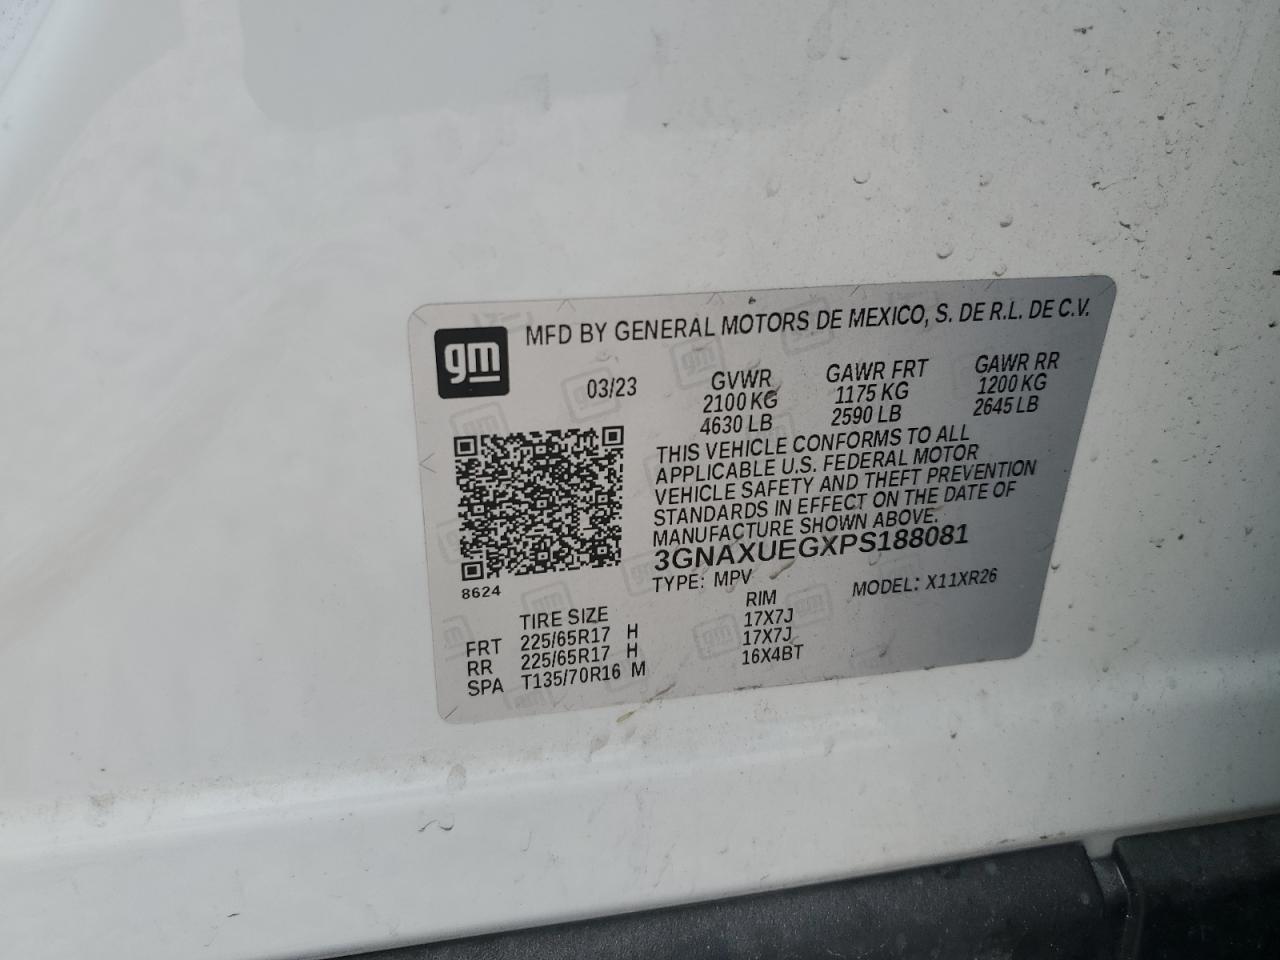 gm
MFD BY GENERAL MOTORS DE MEXICO, S. DE R.L. DE C.V.
03/23
GVWR GAWR FRT GAWR RR
2100 KG 1175 KG 1200 KG
4630 LB 2590 LB 2645 LB
THIS VEHICLE CONFORMS TO ALL
APPLICABLE U.S. FEDERAL MOTOR
VEHICLE SAFETY AND THEFT PREVENTION
STANDARDS IN EFFECT ON THE DATE OF
MANUFACTURE SHOWN ABOVE.
3GNAXUEGXPS188081
TYPE: MPV MODEL: X11XR26
8624
TIRE SIZE RIM
FRT 225/65R17 H 17X7J
RR 225/65R17 H 17X7J
SPA T135/70R16 M 16X4BT